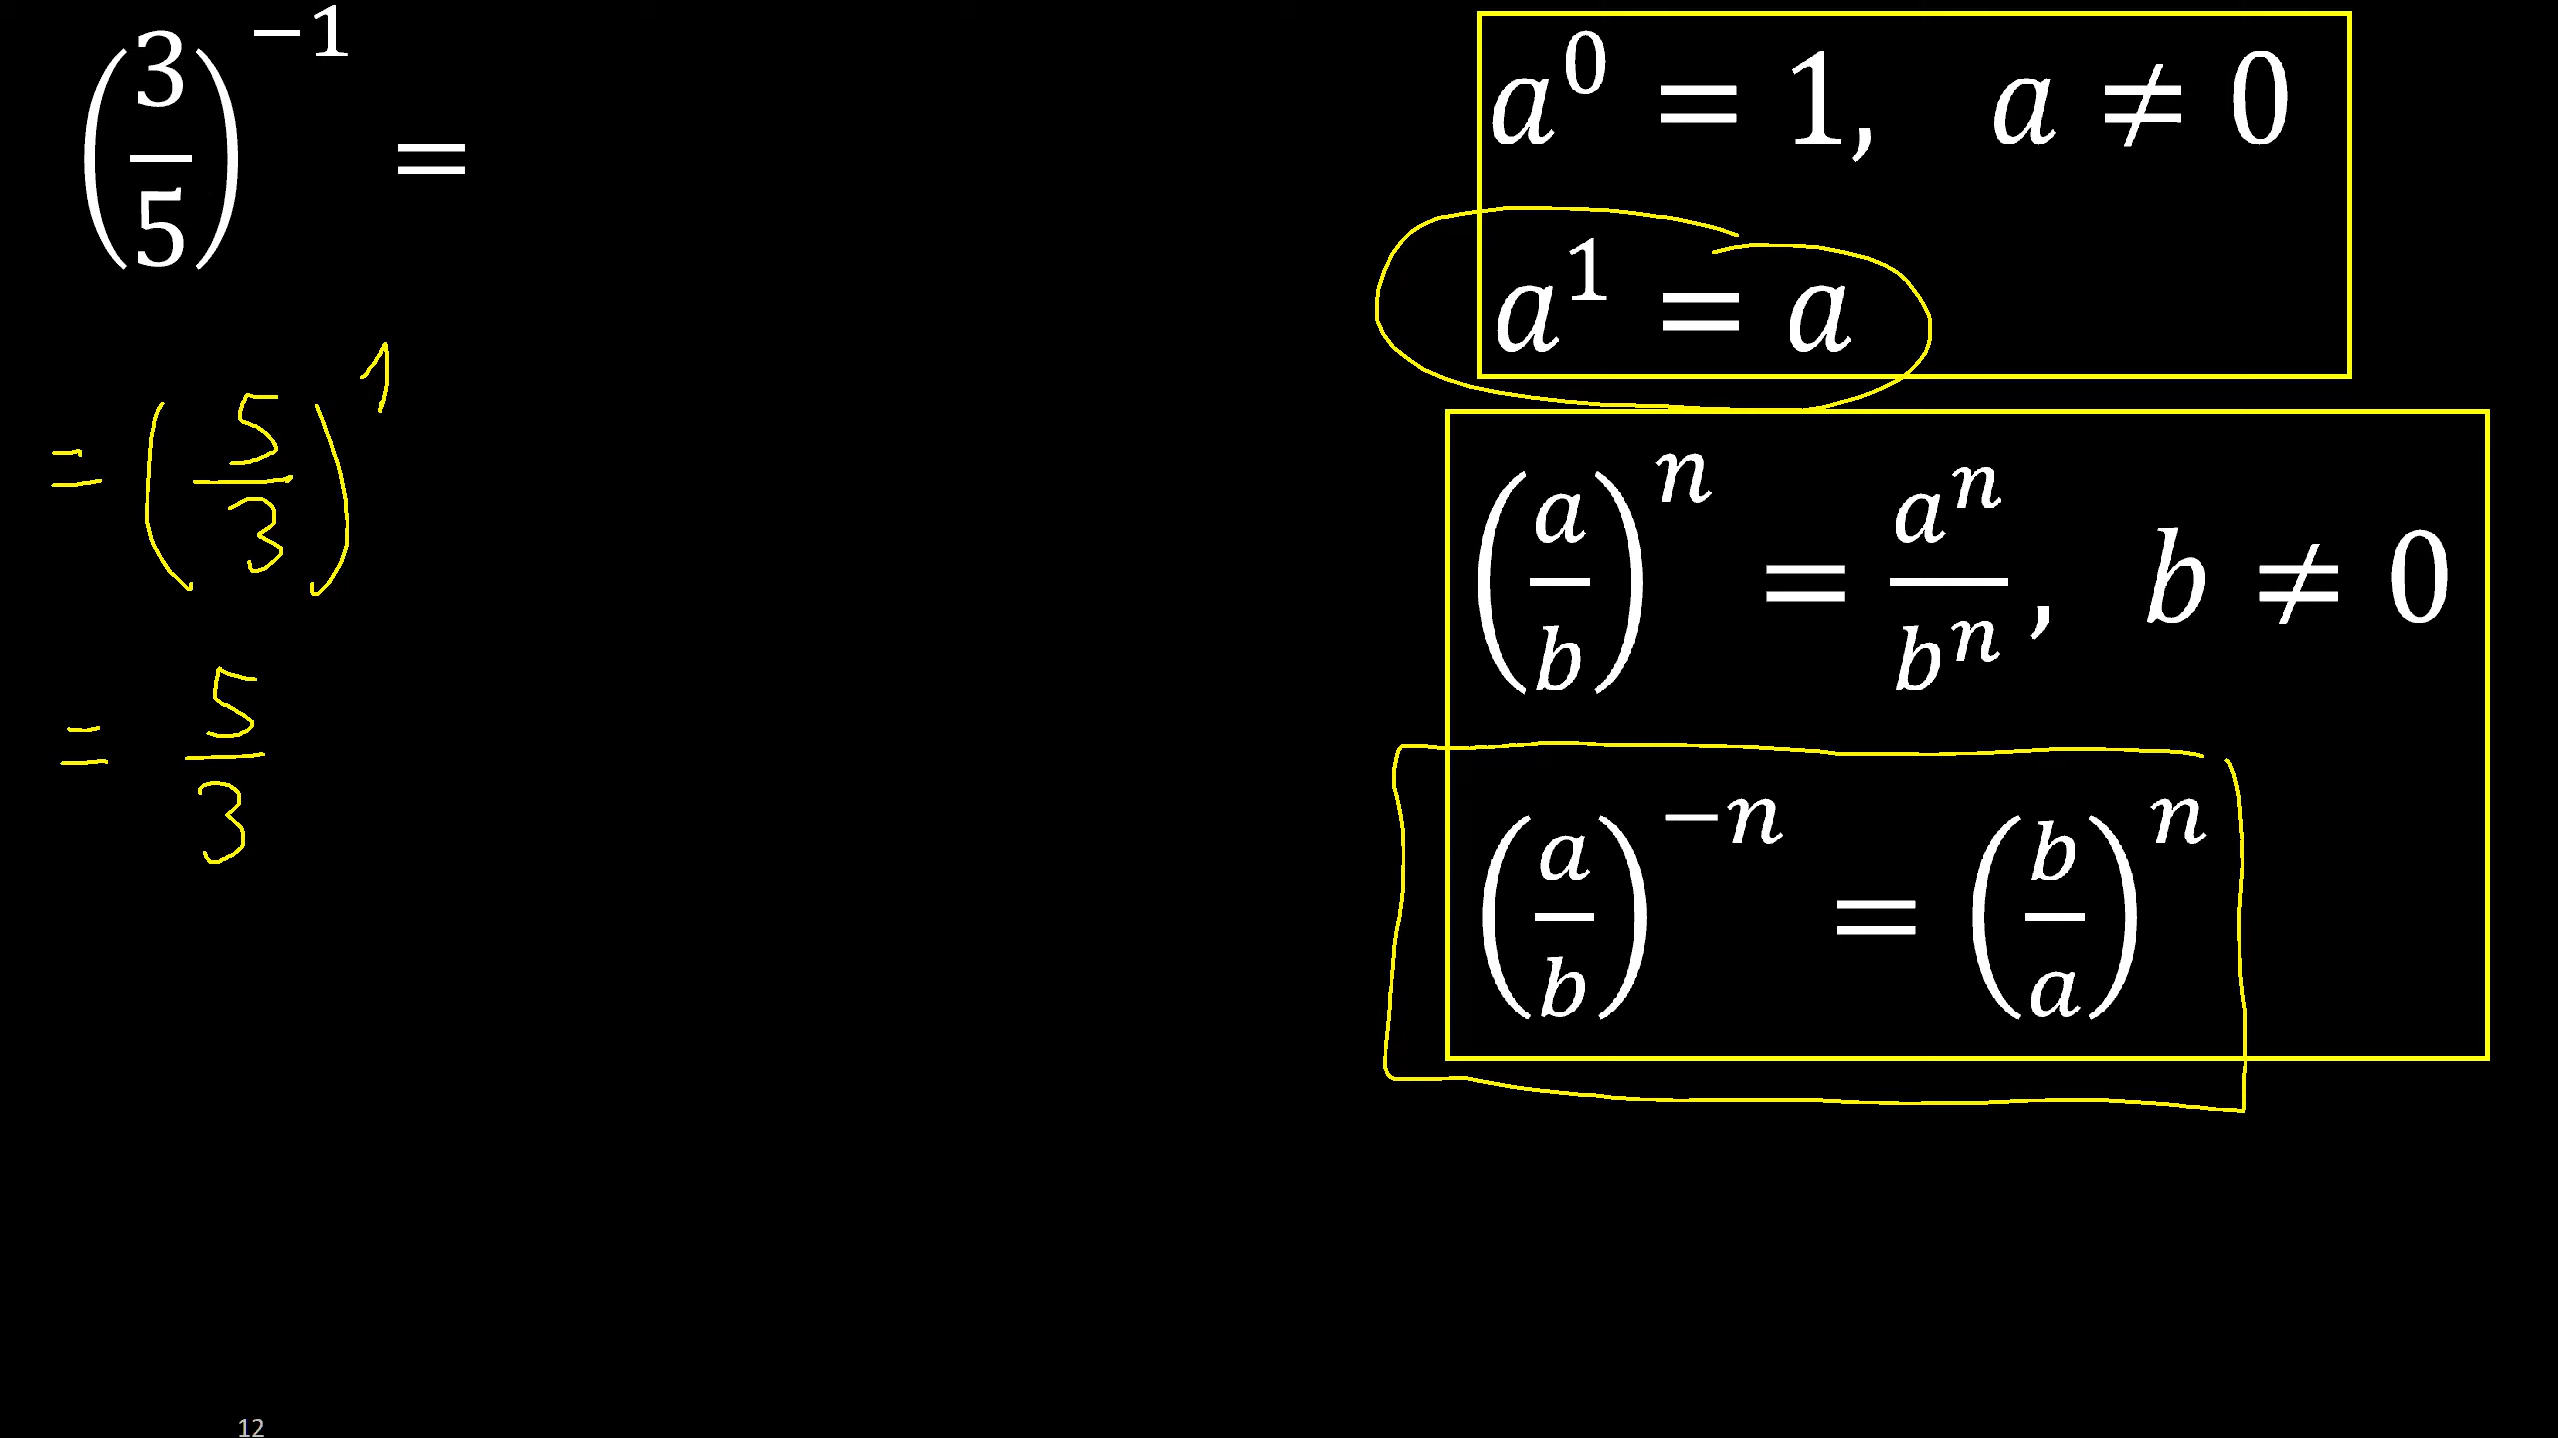 (3/5)^−1 =
= (5/3)^1
= 5/3
a^0 = 1, a ≠ 0
a^1 = a
(a/b)^n = a^n/b^n, b ≠ 0
(a/b)^−n = (b/a)^n
12